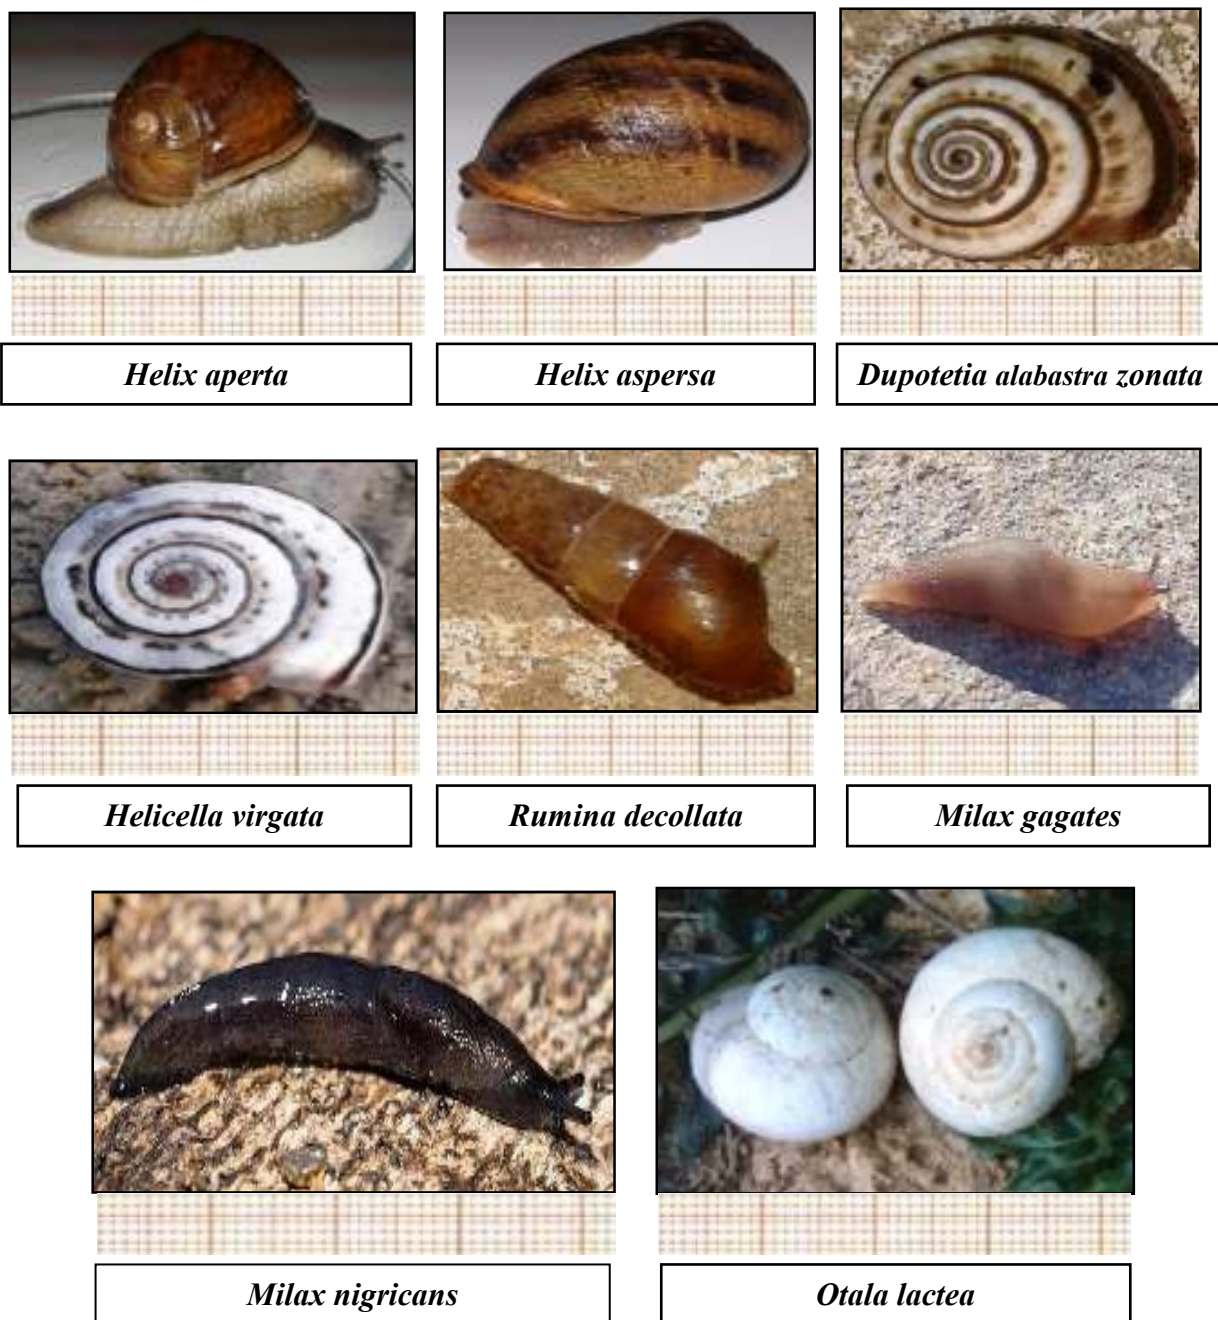 Helix aperta
Helix aspersa
Dupotetia alabastra zonata
Helicella virgata
Rumina decollata
Milax gagates
Milax nigricans
Otala lactea